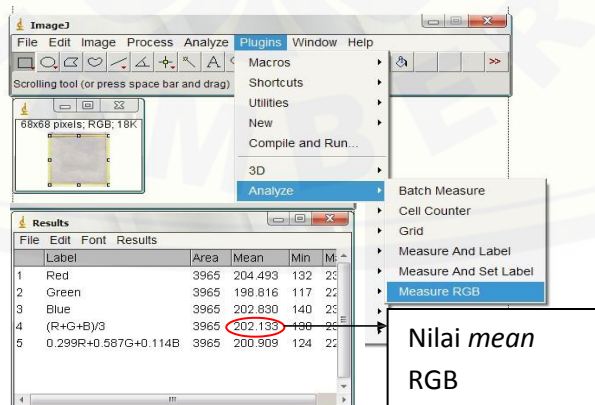 ImageJ
File Edit Image Process Analyze Plugins Window Help
>>
Scrolling tool (or press space bar and drag)
Macros
Shortcuts
Utilities
New
Compile and Run...
3D
Analyze
68x68 pixels; RGB; 18K
Batch Measure
Cell Counter
Grid
Measure And Label
Measure And Set Label
Measure RGB
Results
File Edit Font Results
Label Area Mean Min
1 Red 3965 204.493 132
2 Green 3965 198.816 117
3 Blue 3965 202.830 140
4 (R+G+B)/3 3965 202.133
5 0.299R+0.587G+0.114B 3965 200.909 124
Nilai mean
RGB